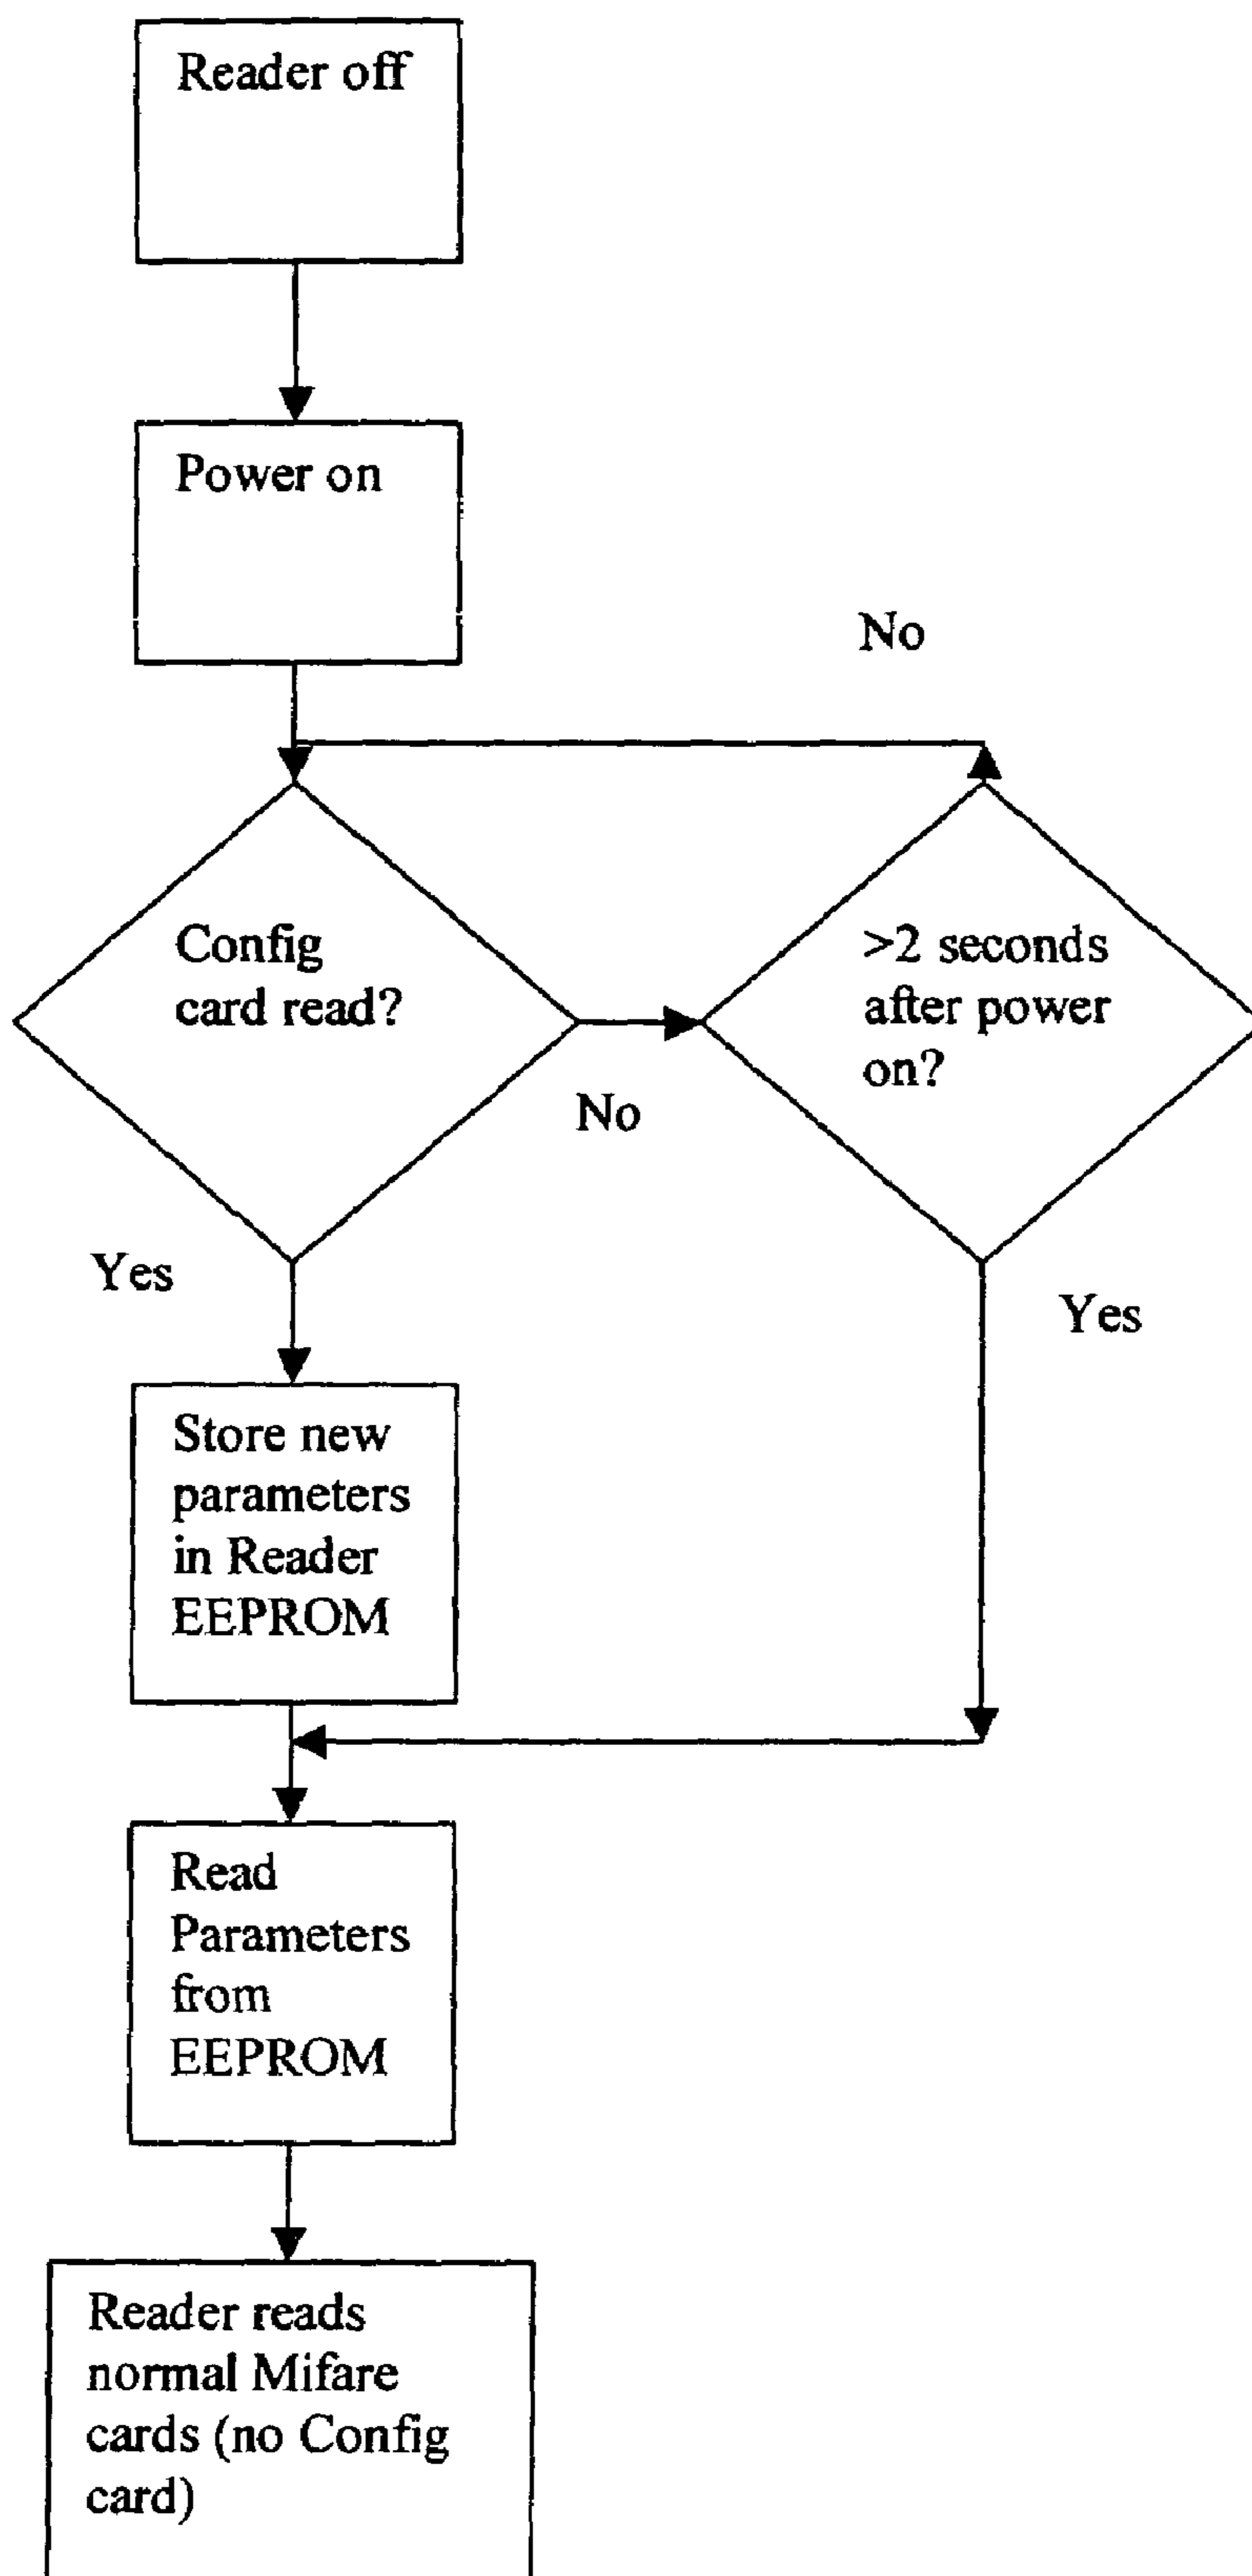 Reader off
Power on
No
Config
card read?
>2 seconds
after power
on?
No
Yes
Yes
Store new
parameters
in Reader
EEPROM
Read
Parameters
from
EEPROM
Reader reads
normal Mifare
cards (no Config
card)